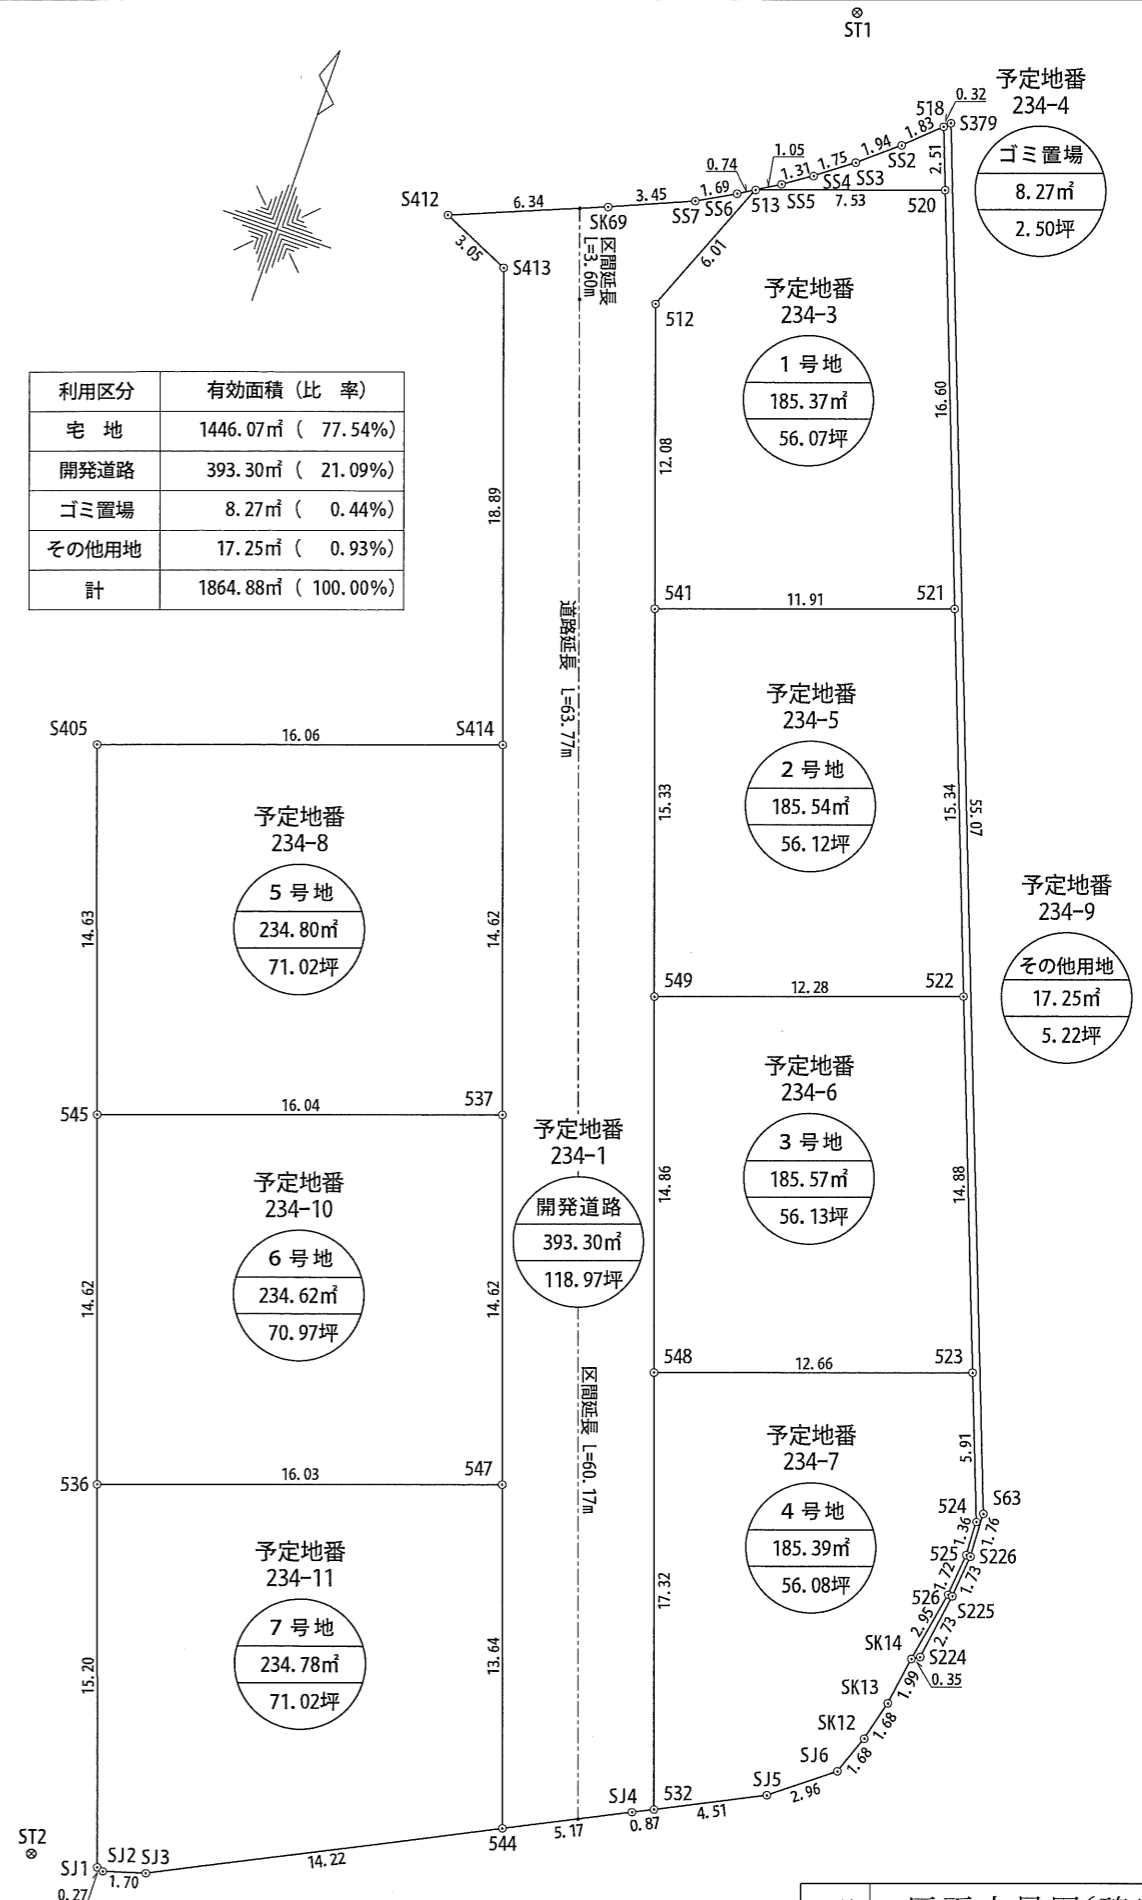 ST1
予定地番
234-4
ゴミ置場
8.27㎡
2.50坪
518
0.32
S379
1.83
SS2
1.94
SS3
1.75
SS4
1.31
SS5
1.05
513
0.74
SS6
1.69
SS7
3.45
SK69
6.34
S412
3.05
S413
2.51
7.53
520
6.01
512
区間延長
L=3.60m
予定地番
234-3
1号地
185.37㎡
56.07坪
16.60
12.08
18.89
利用区分 有効面積（比 率）
宅 地 1446.07㎡（ 77.54%）
開発道路 393.30㎡（ 21.09%）
ゴミ置場 8.27㎡（ 0.44%）
その他用地 17.25㎡（ 0.93%）
計 1864.88㎡（ 100.00%）
541
11.91
521
道路延長 L=63.77m
予定地番
234-5
2号地
185.54㎡
56.12坪
15.33
15.34
55.07
S405
16.06
S414
予定地番
234-8
5号地
234.80㎡
71.02坪
14.63
14.62
予定地番
234-9
その他用地
17.25㎡
5.22坪
549
12.28
522
予定地番
234-6
3号地
185.57㎡
56.13坪
14.86
14.88
545
16.04
537
予定地番
234-1
開発道路
393.30㎡
118.97坪
予定地番
234-10
6号地
234.62㎡
70.97坪
14.62
14.62
548
12.66
523
区間延長 L=60.17m
予定地番
234-7
4号地
185.39㎡
56.08坪
5.91
17.32
536
16.03
547
予定地番
234-11
7号地
234.78㎡
71.02坪
15.20
13.64
524
S63
1.36
1.76
525
S226
1.72
1.73
526
S225
2.95
2.73
SK14
S224
0.35
1.99
SK13
1.68
SK12
1.68
SJ6
2.96
SJ5
4.51
532
SJ4
0.87
5.17
544
14.22
ST2
SJ1
SJ2
SJ3
1.70
0.27